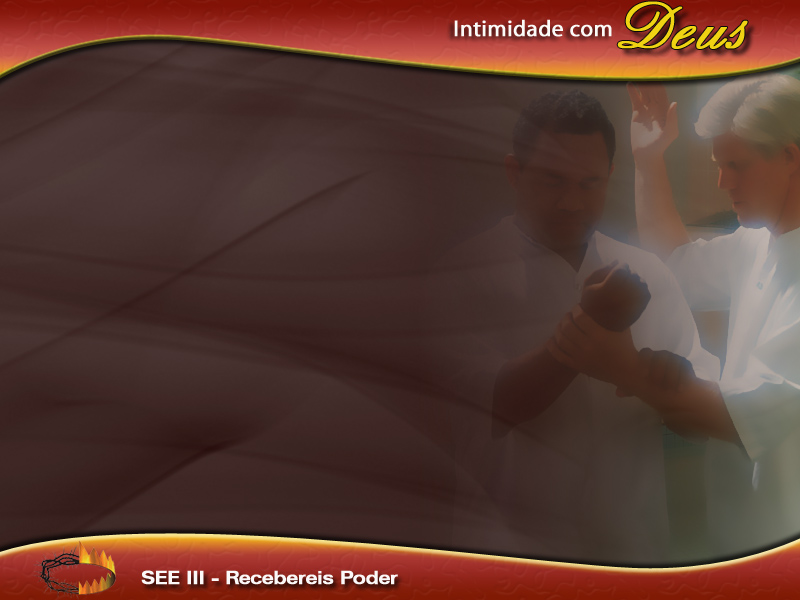 Intimidade com Deus
SEE III - Recebereis Poder